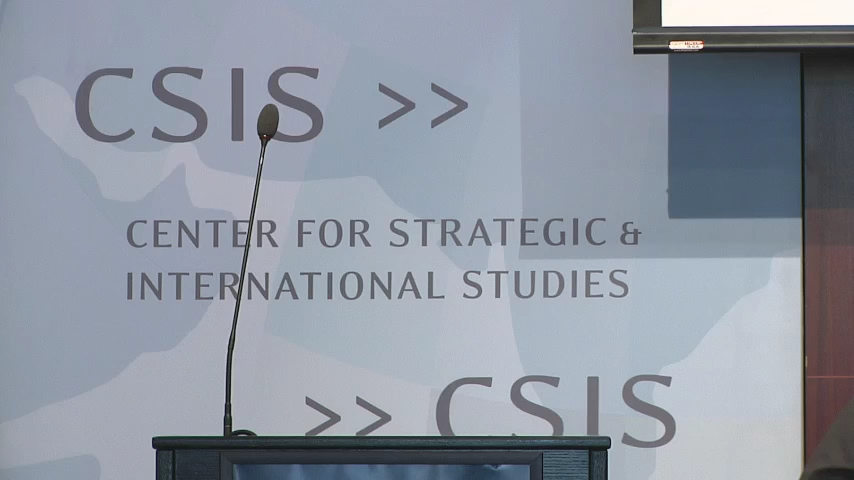 CSIS >>
CENTER FOR STRATEGIC &
INTERNATIONAL STUDIES
>> CSIS